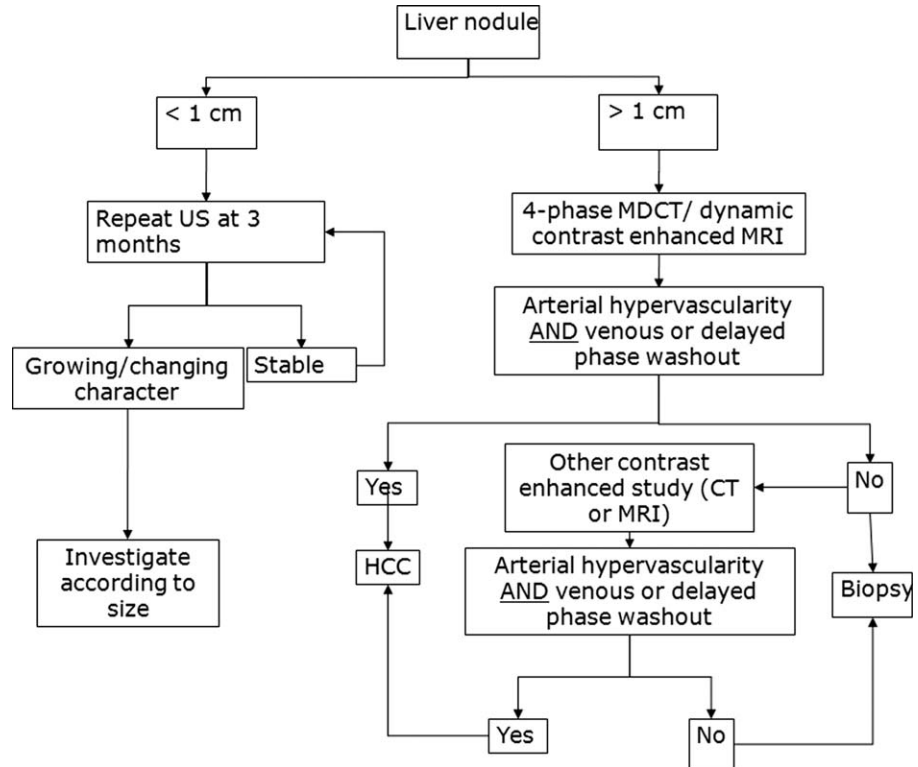 Liver nodule
< 1 cm
> 1 cm
Repeat US at 3
months
4-phase MDCT/ dynamic
contrast enhanced MRI
Arterial hypervascularity
AND venous or delayed
phase washout
Growing/changing
character
Stable
Yes
Other contrast
enhanced study (CT
or MRI)
No
Investigate
according to
size
HCC
Arterial hypervascularity
AND venous or delayed
phase washout
Biopsy
Yes
No